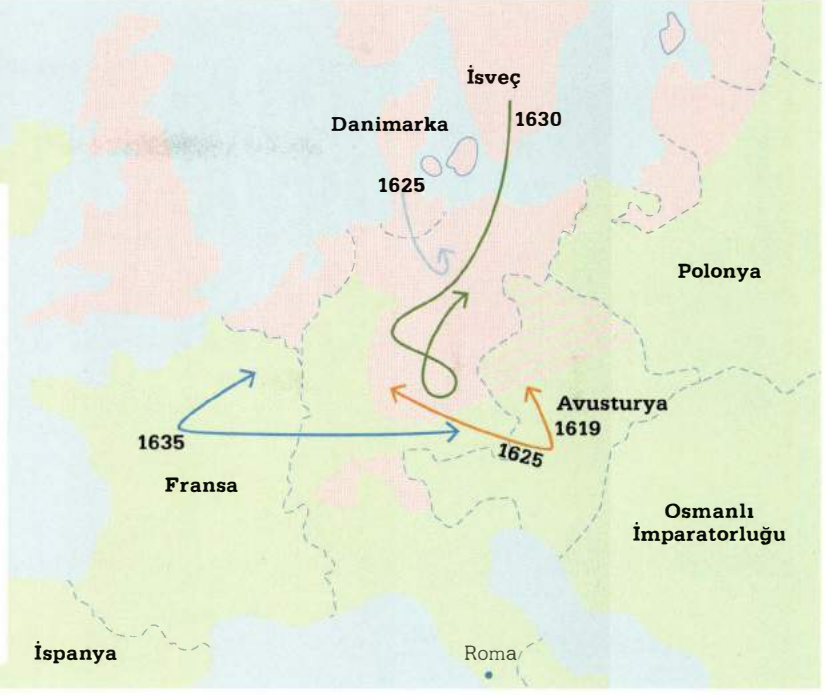 İsveç
1630
Danimarka
1625
Polonya
Avusturya
1619
1625
1635
Fransa
Osmanlı
İmparatorluğu
İspanya
Roma